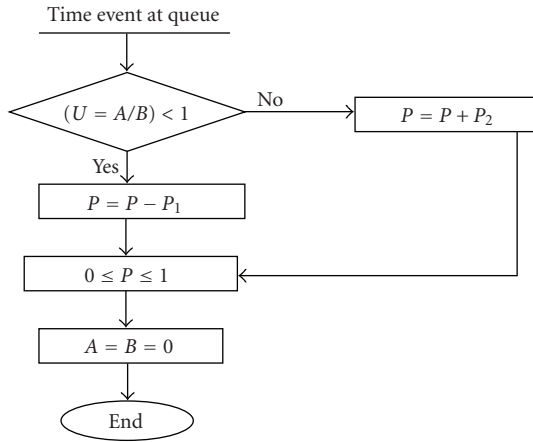 Time event at queue
(U = A/B) < 1
No
P = P + P₂
Yes
P = P − P₁
0 ≤ P ≤ 1
A = B = 0
End